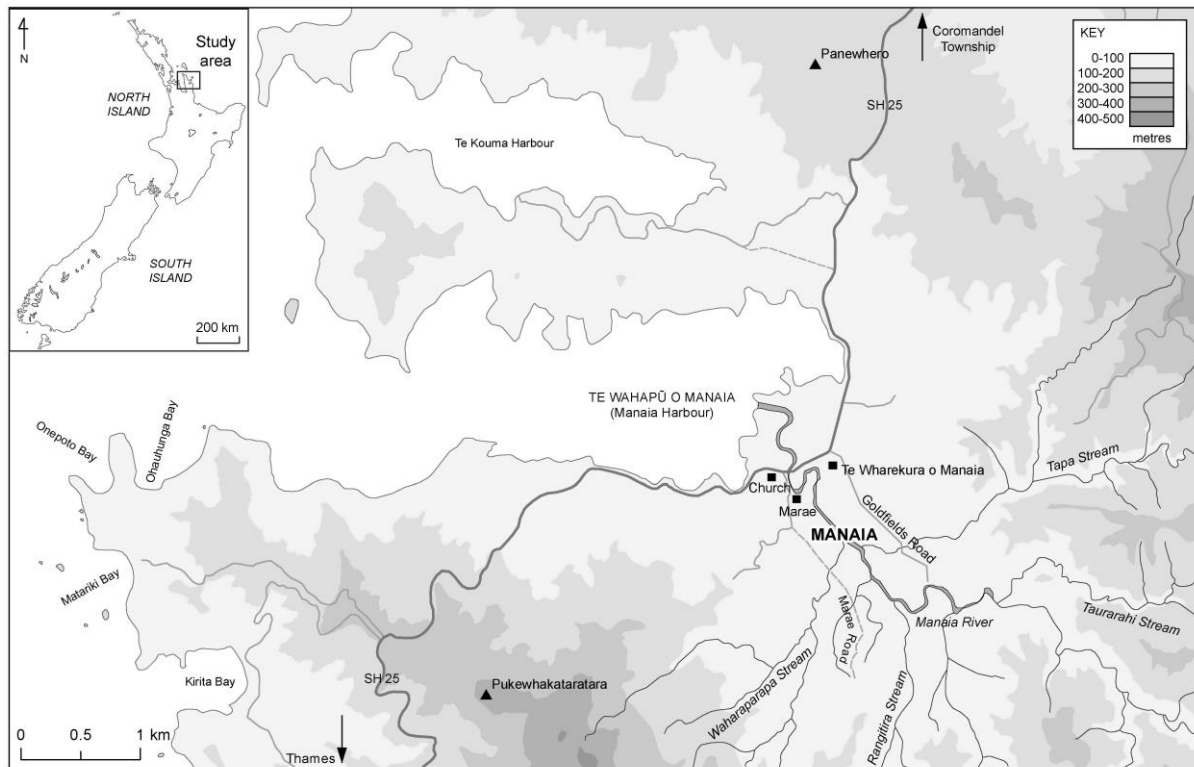 N
Study
area
NORTH
ISLAND
SOUTH
ISLAND
200 km
Coromandel
Township
Panewhero
KEY
0-100
100-200
200-300
300-400
400-500
metres
SH 25
Te Kouma Harbour
TE WAHAPŪ O MANAIA
(Manaia Harbour)
Onepoto Bay
Ohauhunga Bay
Te Wharekura o Manaia
Tapa Stream
Church
Marae
Goldfields Road
MANAIA
Matariki Bay
Marae Road
Manaia River
Taurarahi Stream
Kirita Bay
SH 25
Pukewhakataratara
Waharaparapa Stream
Rangitira Stream
0 0.5 1 km
Thames